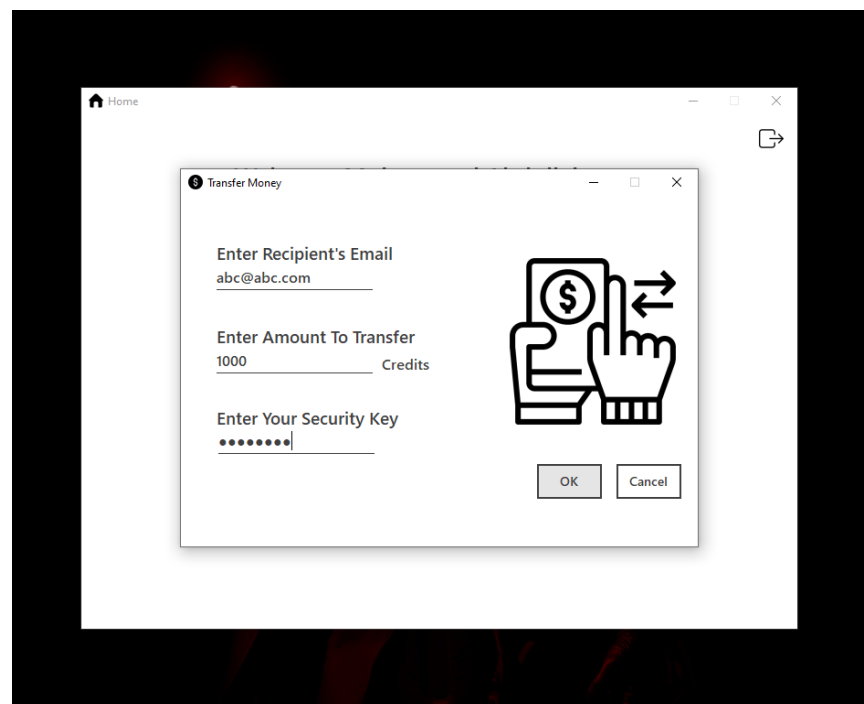 Home
Transfer Money
Enter Recipient's Email
abc@abc.com
Enter Amount To Transfer
1000
Credits
Enter Your Security Key
••••••••
OK
Cancel